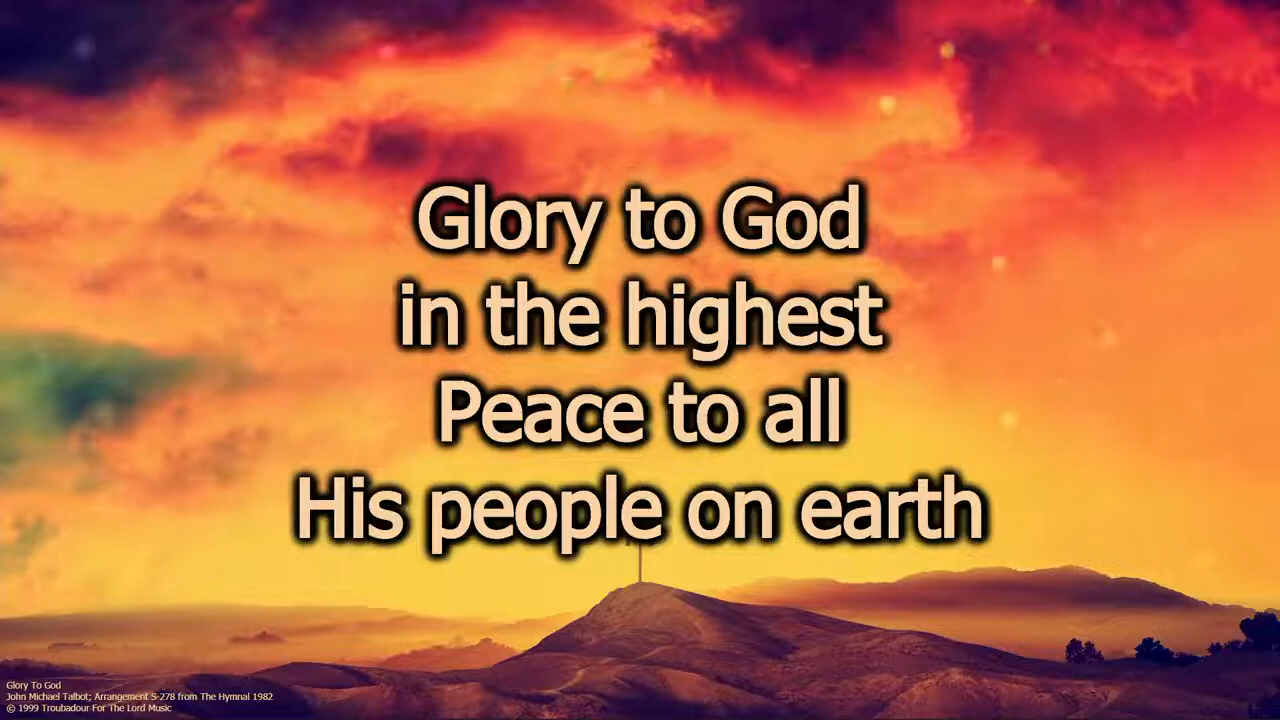 Glory to God
in the highest
Peace to all
His people on earth
Glory To God
John Michael Talbot; Arrangement S-278 from The Hymnal 1982
© 1999 Troubadour For The Lord Music